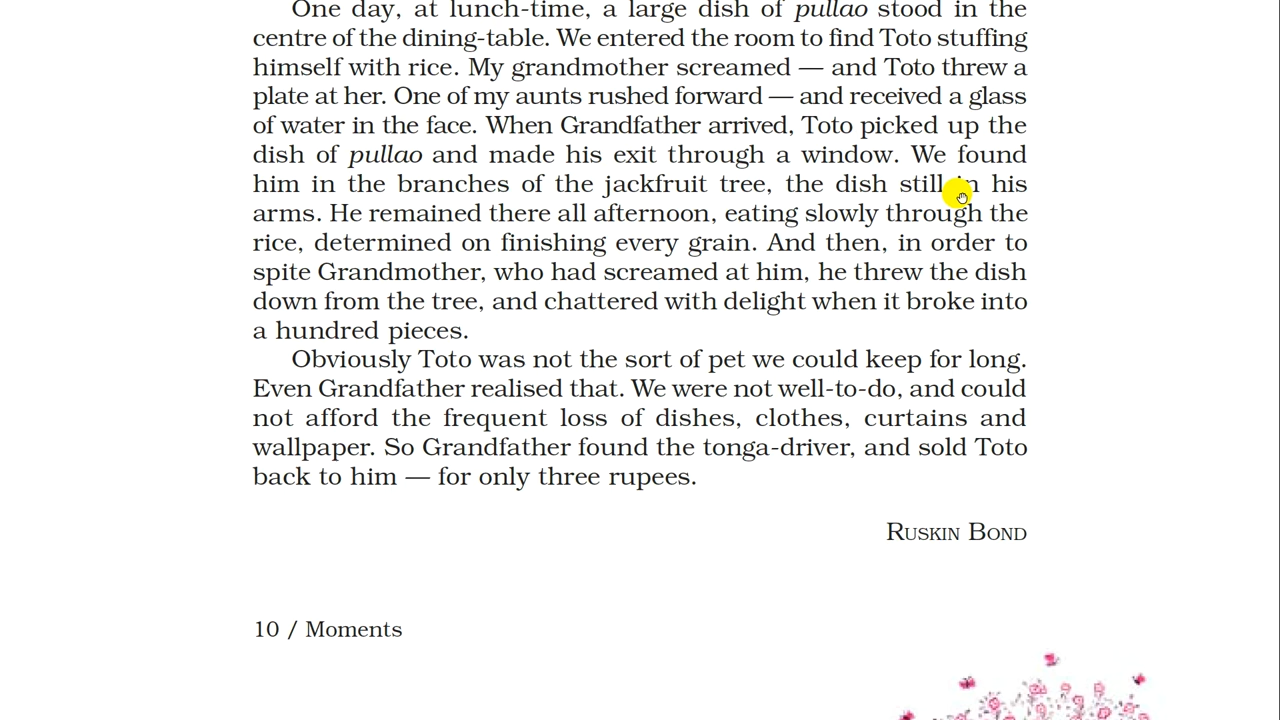 One day, at lunch-time, a large dish of pullao stood in the
centre of the dining-table. We entered the room to find Toto stuffing
himself with rice. My grandmother screamed — and Toto threw a
plate at her. One of my aunts rushed forward — and received a glass
of water in the face. When Grandfather arrived, Toto picked up the
dish of pullao and made his exit through a window. We found
him in the branches of the jackfruit tree, the dish still in his
arms. He remained there all afternoon, eating slowly through the
rice, determined on finishing every grain. And then, in order to
spite Grandmother, who had screamed at him, he threw the dish
down from the tree, and chattered with delight when it broke into
a hundred pieces.
Obviously Toto was not the sort of pet we could keep for long.
Even Grandfather realised that. We were not well-to-do, and could
not afford the frequent loss of dishes, clothes, curtains and
wallpaper. So Grandfather found the tonga-driver, and sold Toto
back to him — for only three rupees.
Ruskin Bond
10 / Moments